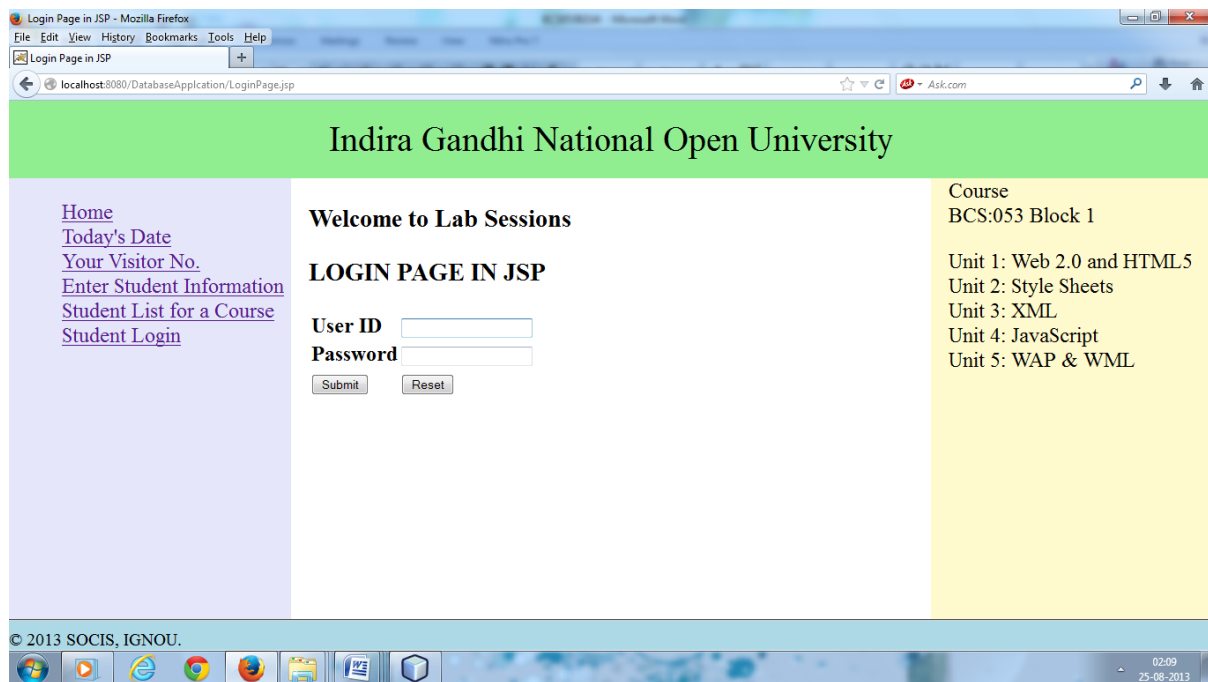 Login Page in JSP - Mozilla Firefox
File Edit View History Bookmarks Tools Help
Login Page in JSP +
localhost:8080/DatabaseApplcation/LoginPage.jsp
Ask.com
Indira Gandhi National Open University
Home
Today's Date
Your Visitor No.
Enter Student Information
Student List for a Course
Student Login
Welcome to Lab Sessions
LOGIN PAGE IN JSP
User ID
Password
Submit Reset
Course
BCS:053 Block 1
Unit 1: Web 2.0 and HTML5
Unit 2: Style Sheets
Unit 3: XML
Unit 4: JavaScript
Unit 5: WAP & WML
© 2013 SOCIS, IGNOU.
02:09
25-08-2013